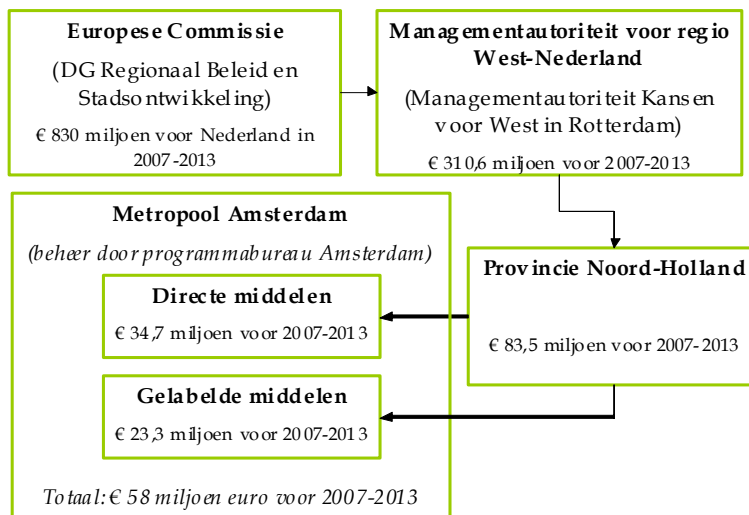 Europese Commissie
(DG Regionaal Beleid en
Stadsontwikkeling)
€ 830 miljoen voor Nederland in
2007-2013
Managementautoriteit voor regio
West-Nederland
(Managementautoriteit Kansen
voor West in Rotterdam)
€ 310,6 miljoen voor 2007-2013
Metropool Amsterdam
(beheer door programmabureau Amsterdam)
Directe middelen
€ 34,7 miljoen voor 2007-2013
Gelabelde middelen
€ 23,3 miljoen voor 2007-2013
Totaal: € 58 miljoen euro voor 2007-2013
Provincie Noord-Holland
€ 83,5 miljoen voor 2007-2013